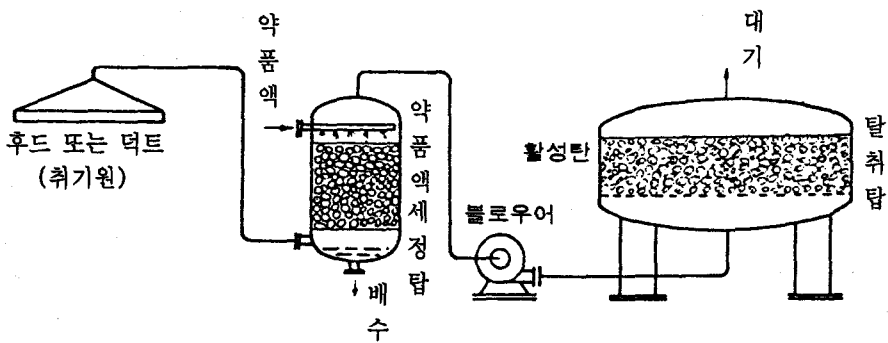 후드 또는 덕트
(취기원)
약품액
약품액세정탑
배수
블로우어
활성탄
대기
탈취탑